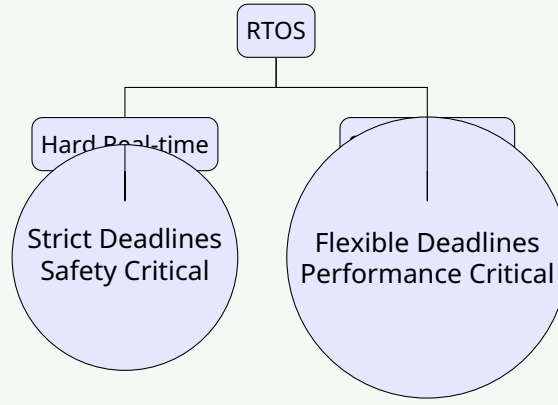 RTOS
Hard Real-time
Strict Deadlines
Safety Critical
Flexible Deadlines
Performance Critical